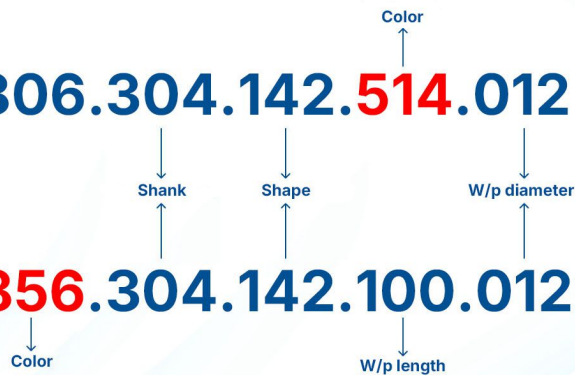 Color
06.304.142.514.012
Shank Shape W/p diameter
56.304.142.100.012
Color W/p length